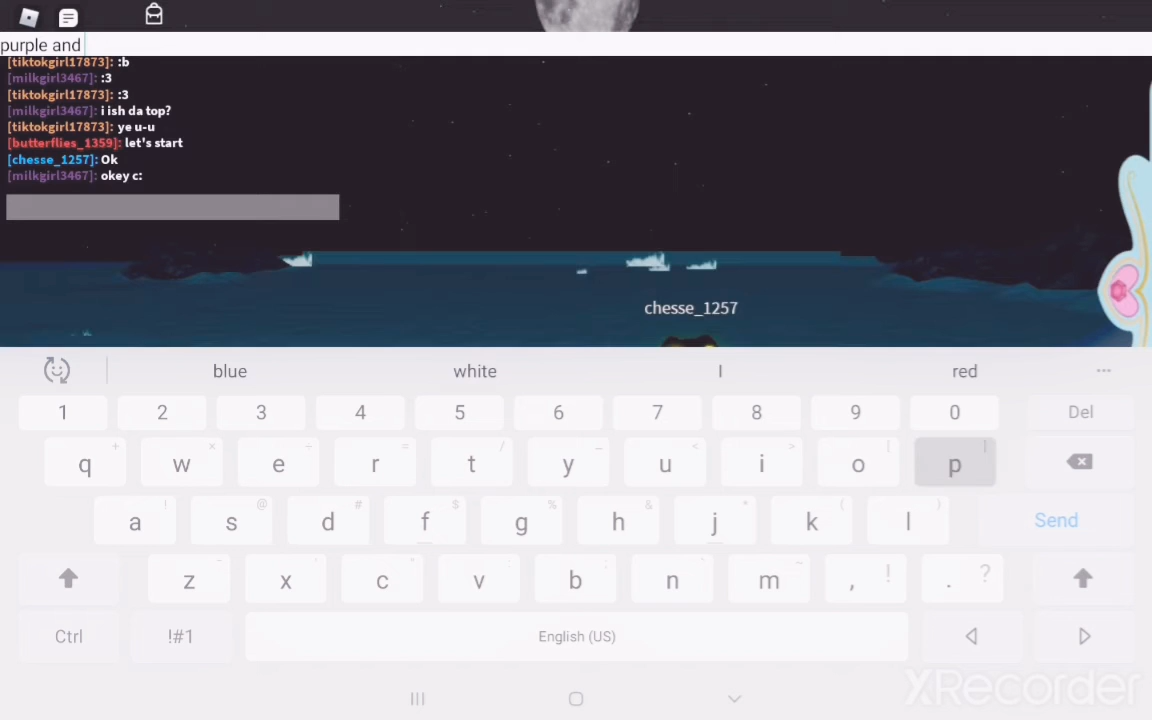 purple and
[tiktokgirl17873]: :b
[milkgirl3467]: :3
[tiktokgirl17873]: :3
[milkgirl3467]: i ish da top?
[tiktokgirl17873]: ye u-u
[butterflies_1359]: let's start
[chesse_1257]: Ok
[milkgirl3467]: okey c:
chesse_1257
blue white I red ...
1 2 3 4 5 6 7 8 9 0 Del
q w e r t y u i o p
a s d f g h j k l Send
z x c v b n m , ! . ?
Ctrl !#1 English (US)
XRecorder